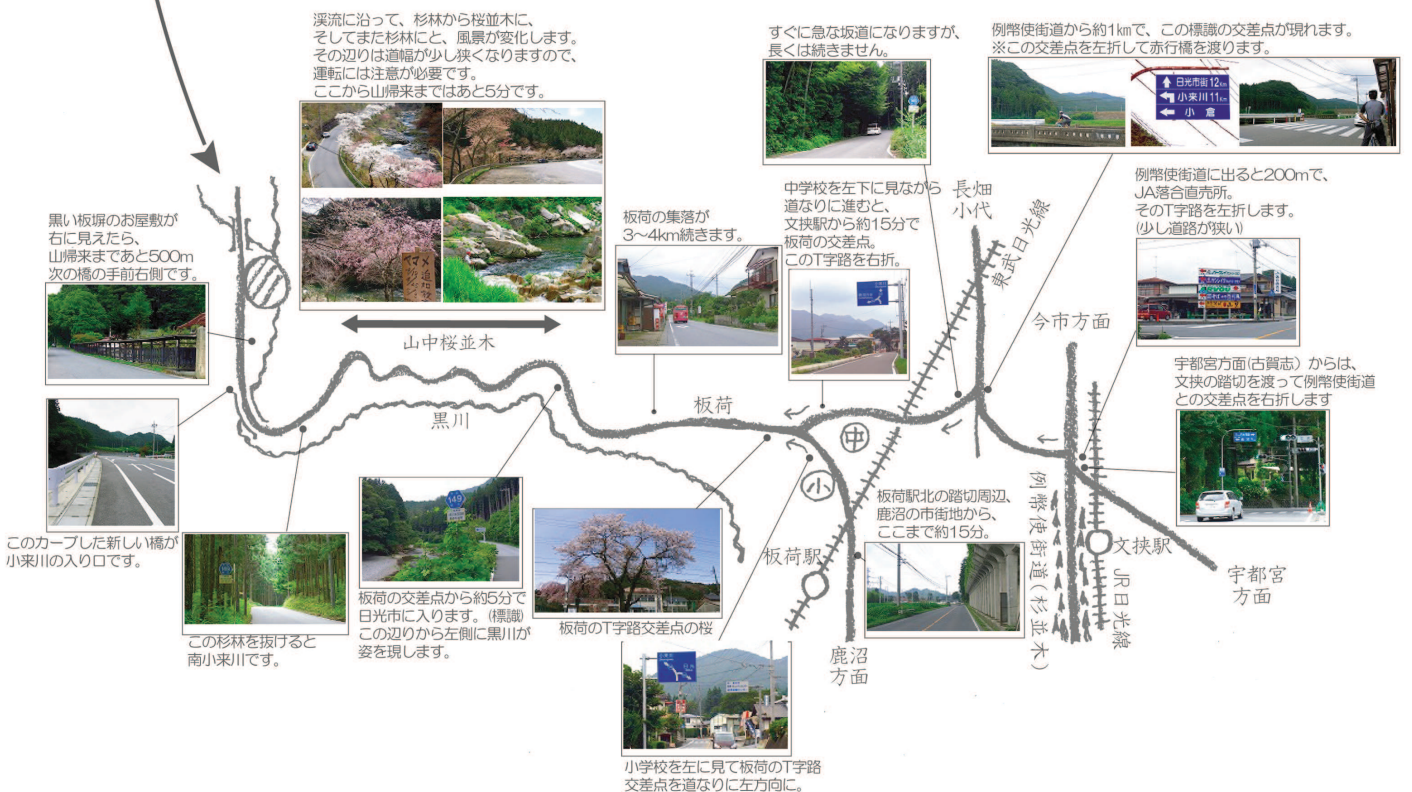 渓流に沿って、杉林から桜並木に、
そしてまた杉林にと、風景が変化します。
その辺りは道幅が少し狭くなりますので、
運転には注意が必要です。
ここから山帰来まではあと5分です。
すぐに急な坂道になりますが、
長くは続きません。
例幣使街道から約1kmで、この標識の交差点が現れます。
※この交差点を左折して赤行橋を渡ります。
日光市街 12Km
小来川 11Km
小倉
黒い板塀のお屋敷が
右に見えたら、
山帰来まであと500m
次の橋の手前右側です。
板荷の集落が
3〜4km続きます。
中学校を左下に見ながら
道なりに進むと、
文挟駅から約15分で
板荷の交差点。
このT字路を右折。
長畑
小代
東武日光線
例幣使街道に出ると200mで、
JA落合直売所。
そのT字路を左折します。
(少し道路が狭い)
今市方面
宇都宮方面(古賀志)からは、
文挟の踏切を渡って例幣使街道
との交差点を右折します
山中桜並木
黒川
板荷
中
小
このカーブした新しい橋が
小来川の入り口です。
この杉林を抜けると
南小来川です。
149
板荷の交差点から約5分で
日光市に入ります。(標識)
この辺りから左側に黒川が
姿を現します。
板荷のT字路交差点の桜
板荷駅
板荷駅北の踏切周辺、
鹿沼の市街地から、
ここまで約15分。
鹿沼
方面
例幣使街道(杉並木)
文挟駅
JR日光線
宇都宮
方面
小学校を左に見て板荷のT字路
交差点を道なりに左方向に。